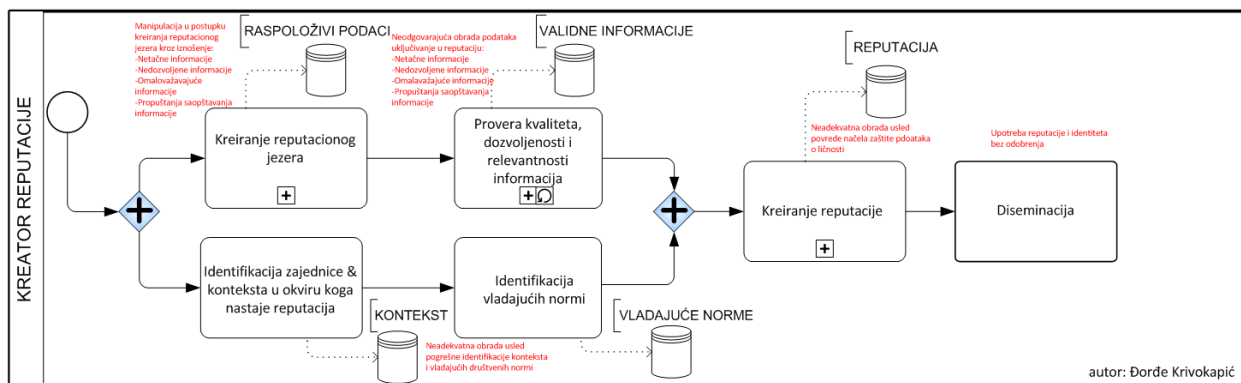 KREATOR REPUTACIJE
Manipulacija u postupku
kreiranja reputacionog
jezera kroz iznošenje:
-Netačne informacije
-Nedozvoljene informacije
-Omalovažavajuće
informacije
-Propuštanja saopštavanja
informacije
RASPOLOŽIVI PODACI
Neodgovarajuća obrada podataka
uključivanje u reputaciju:
-Netačne informacije
-Nedozvoljene informacije
-Omalavažajuće informacije
-Propuštanja saopštavanja
informacije
VALIDNE INFORMACIJE
REPUTACIJA
Kreiranje reputacionog
jezera
Provera kvaliteta,
dozvoljenosti i
relevantnosti
informacija
Neadekvatna obrada usled
povrede načela zaštite pdoataka
o ličnosti
Upotreba reputacije i identiteta
bez odobrenja
Kreiranje reputacije
Diseminacija
Identifikacija zajednice &
konteksta u okviru koga
nastaje reputacija
Identifikacija
vladajućih normi
KONTEKST
Neadekvatna obrada usled
pogrešne identifikacije konteksta
i vladajućih društvenih normi
VLADAJUĆE NORME
autor: Đorđe Krivokapić